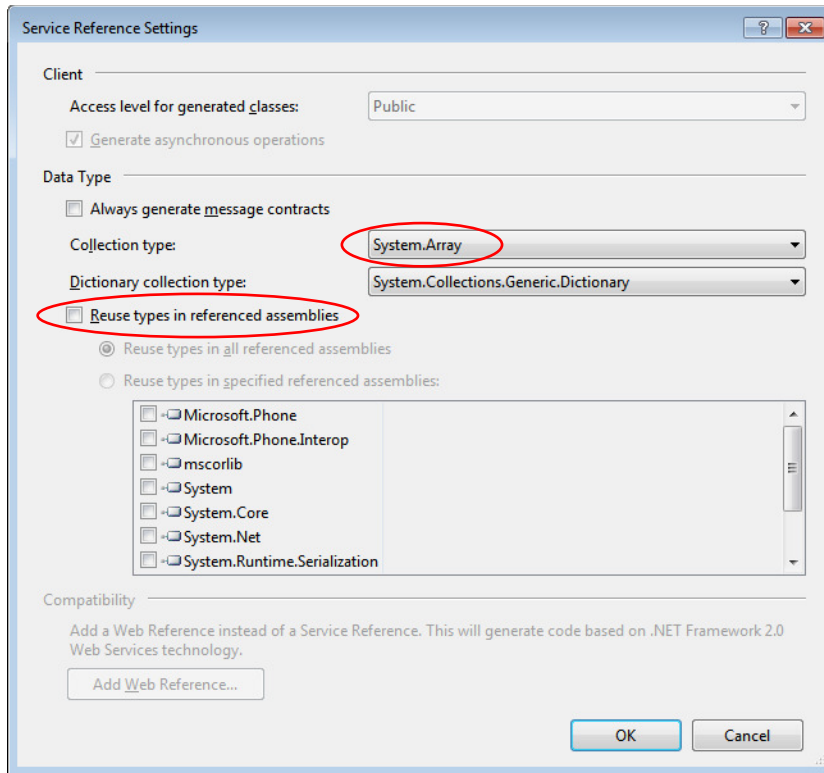 Service Reference Settings
Client
Access level for generated classes:
Public
Generate asynchronous operations
Data Type
Always generate message contracts
Collection type:
System.Array
Dictionary collection type:
System.Collections.Generic.Dictionary
Reuse types in referenced assemblies
Reuse types in all referenced assemblies
Reuse types in specified referenced assemblies:
Microsoft.Phone
Microsoft.Phone.Interop
mscorlib
System
System.Core
System.Net
System.Runtime.Serialization
Compatibility
Add a Web Reference instead of a Service Reference. This will generate code based on .NET Framework 2.0
Web Services technology.
Add Web Reference...
OK
Cancel